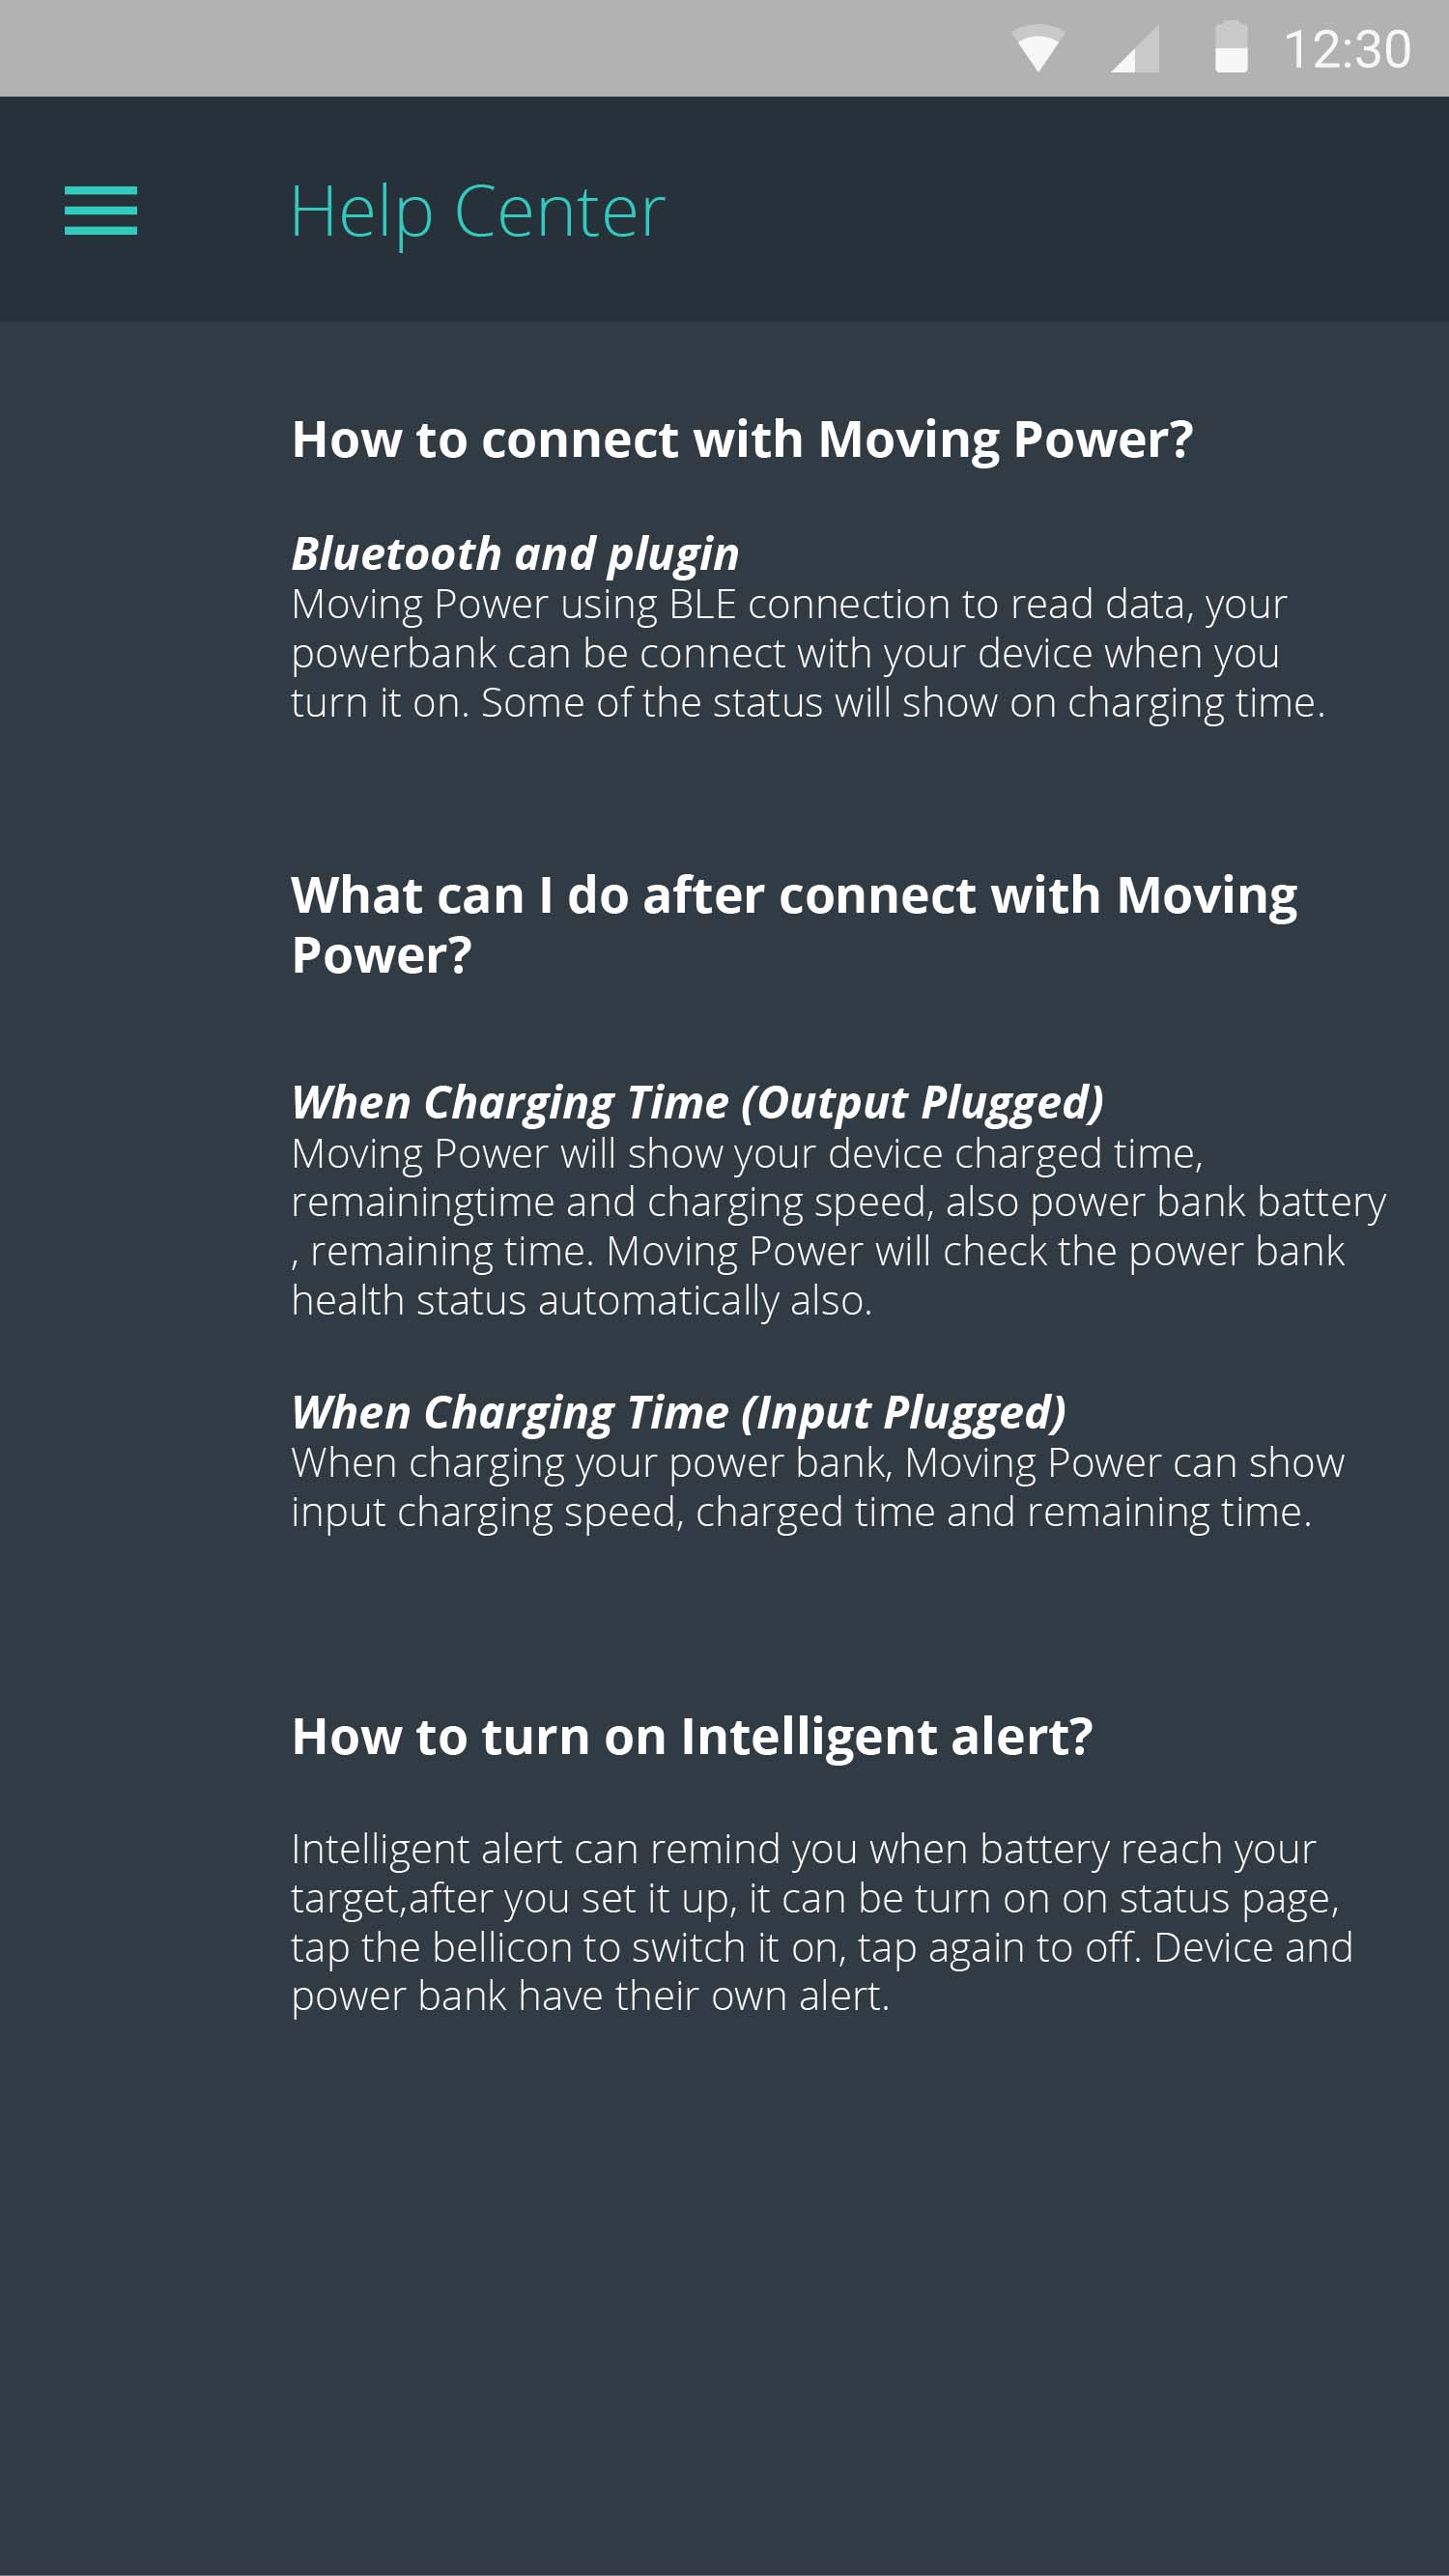 12:30
Help Center
How to connect with Moving Power?
Bluetooth and plugin
Moving Power using BLE connection to read data, your
powerbank can be connect with your device when you
turn it on. Some of the status will show on charging time.
What can I do after connect with Moving
Power?
When Charging Time (Output Plugged)
Moving Power will show your device charged time,
remainingtime and charging speed, also power bank battery
, remaining time. Moving Power will check the power bank
health status automatically also.
When Charging Time (Input Plugged)
When charging your power bank, Moving Power can show
input charging speed, charged time and remaining time.
How to turn on Intelligent alert?
Intelligent alert can remind you when battery reach your
target,after you set it up, it can be turn on on status page,
tap the bellicon to switch it on, tap again to off. Device and
power bank have their own alert.